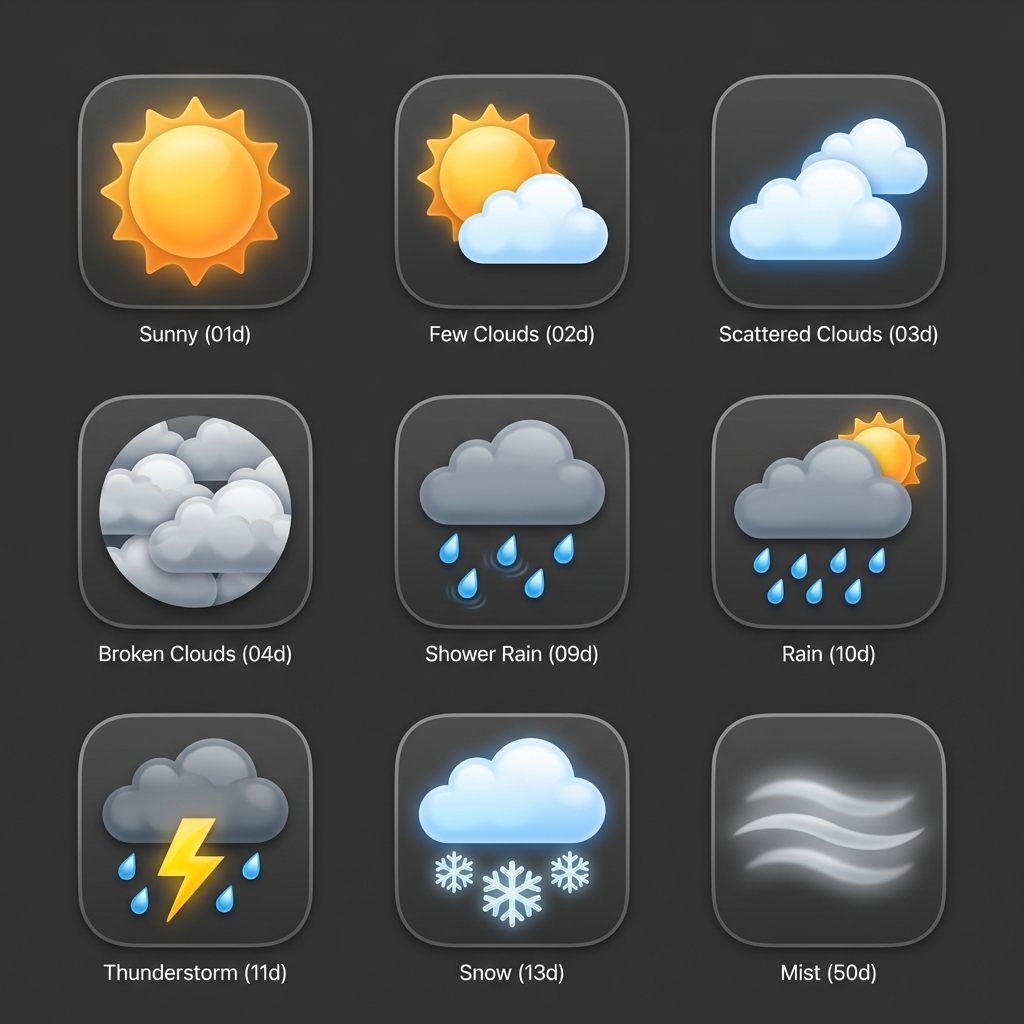 Sunny (01d)
Few Clouds (02d)
Scattered Clouds (03d)
Broken Clouds (04d)
Shower Rain (09d)
Rain (10d)
Thunderstorm (11d)
Snow (13d)
Mist (50d)